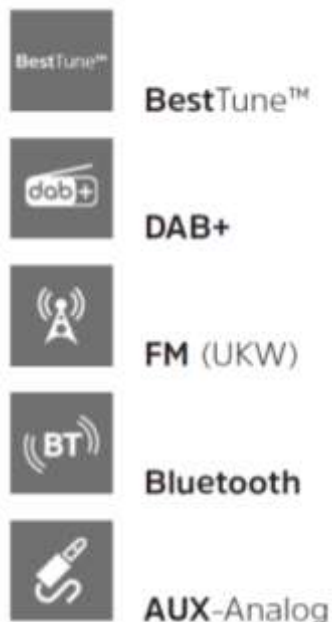 BestTune™
BestTune™
dab+
DAB+
FM (UKW)
BT
Bluetooth
AUX-Analog